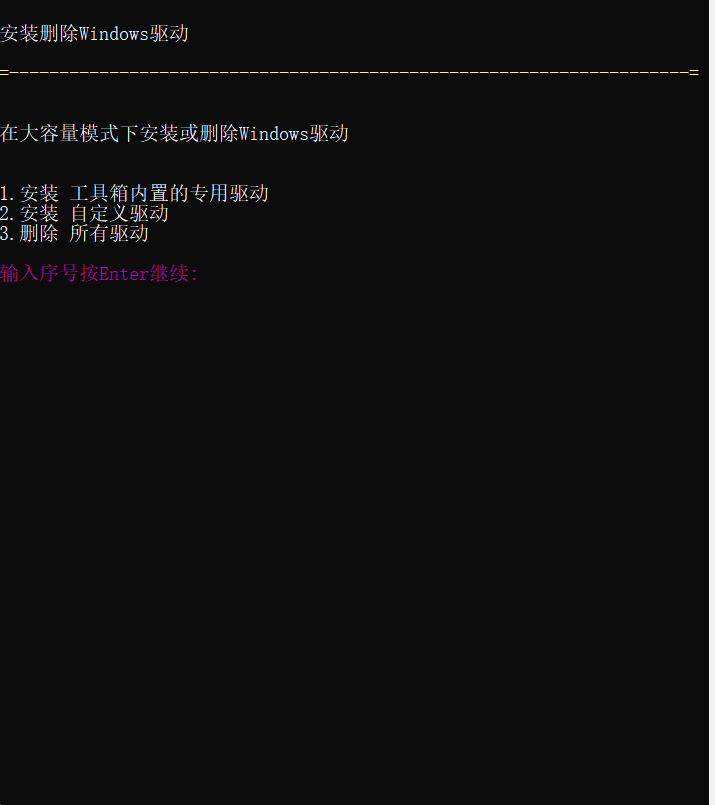 安装删除Windows驱动
=--------------------------------------------------------------------=
在大容量模式下安装或删除Windows驱动
1.安装 工具箱内置的专用驱动
2.安装 自定义驱动
3.删除 所有驱动
输入序号按Enter继续: